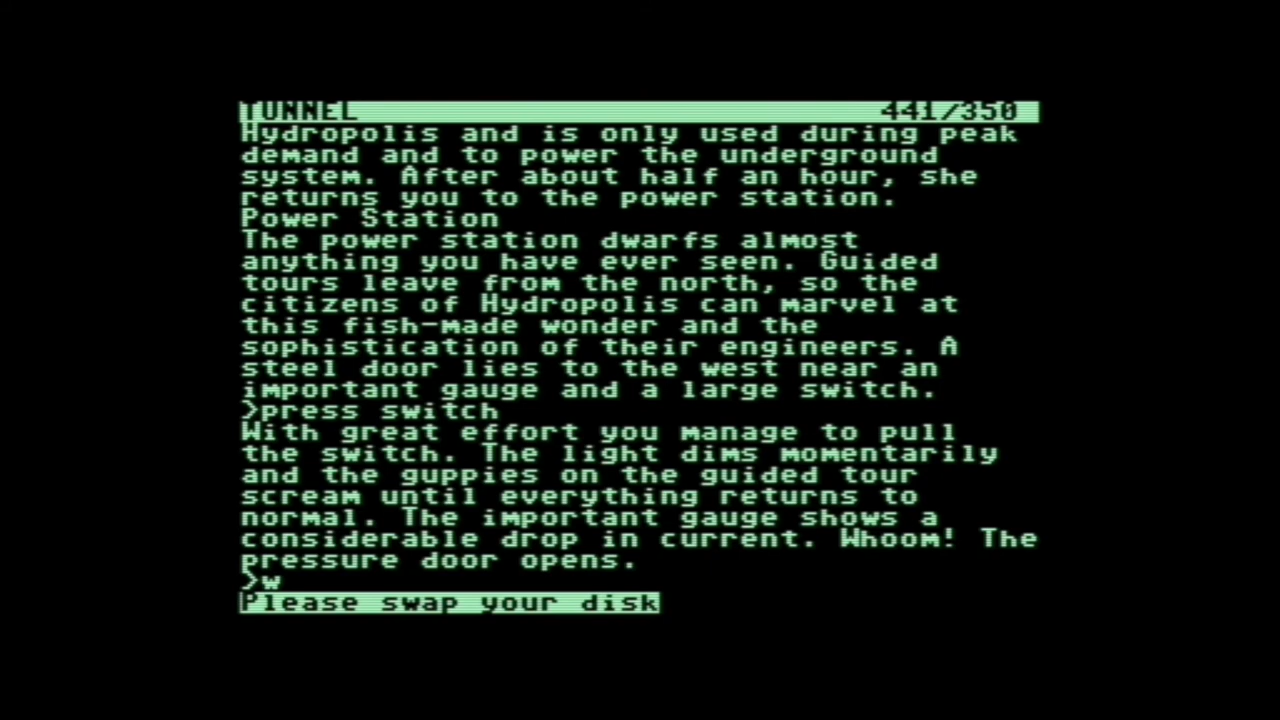 TUNNEL 441/350
Hydropolis and is only used during peak
demand and to power the underground
system. After about half an hour, she
returns you to the power station.
Power Station
The power station dwarfs almost
anything you have ever seen. Guided
tours leave from the north, so the
citizens of Hydropolis can marvel at
this fish-made wonder and the
sophistication of their engineers. A
steel door lies to the west near an
important gauge and a large switch.
>press switch
With great effort you manage to pull
the switch. The light dims momentarily
and the guppies on the guided tour
scream until everything returns to
normal. The important gauge shows a
considerable drop in current. Whoom! The
pressure door opens.
>w
Please swap your disk